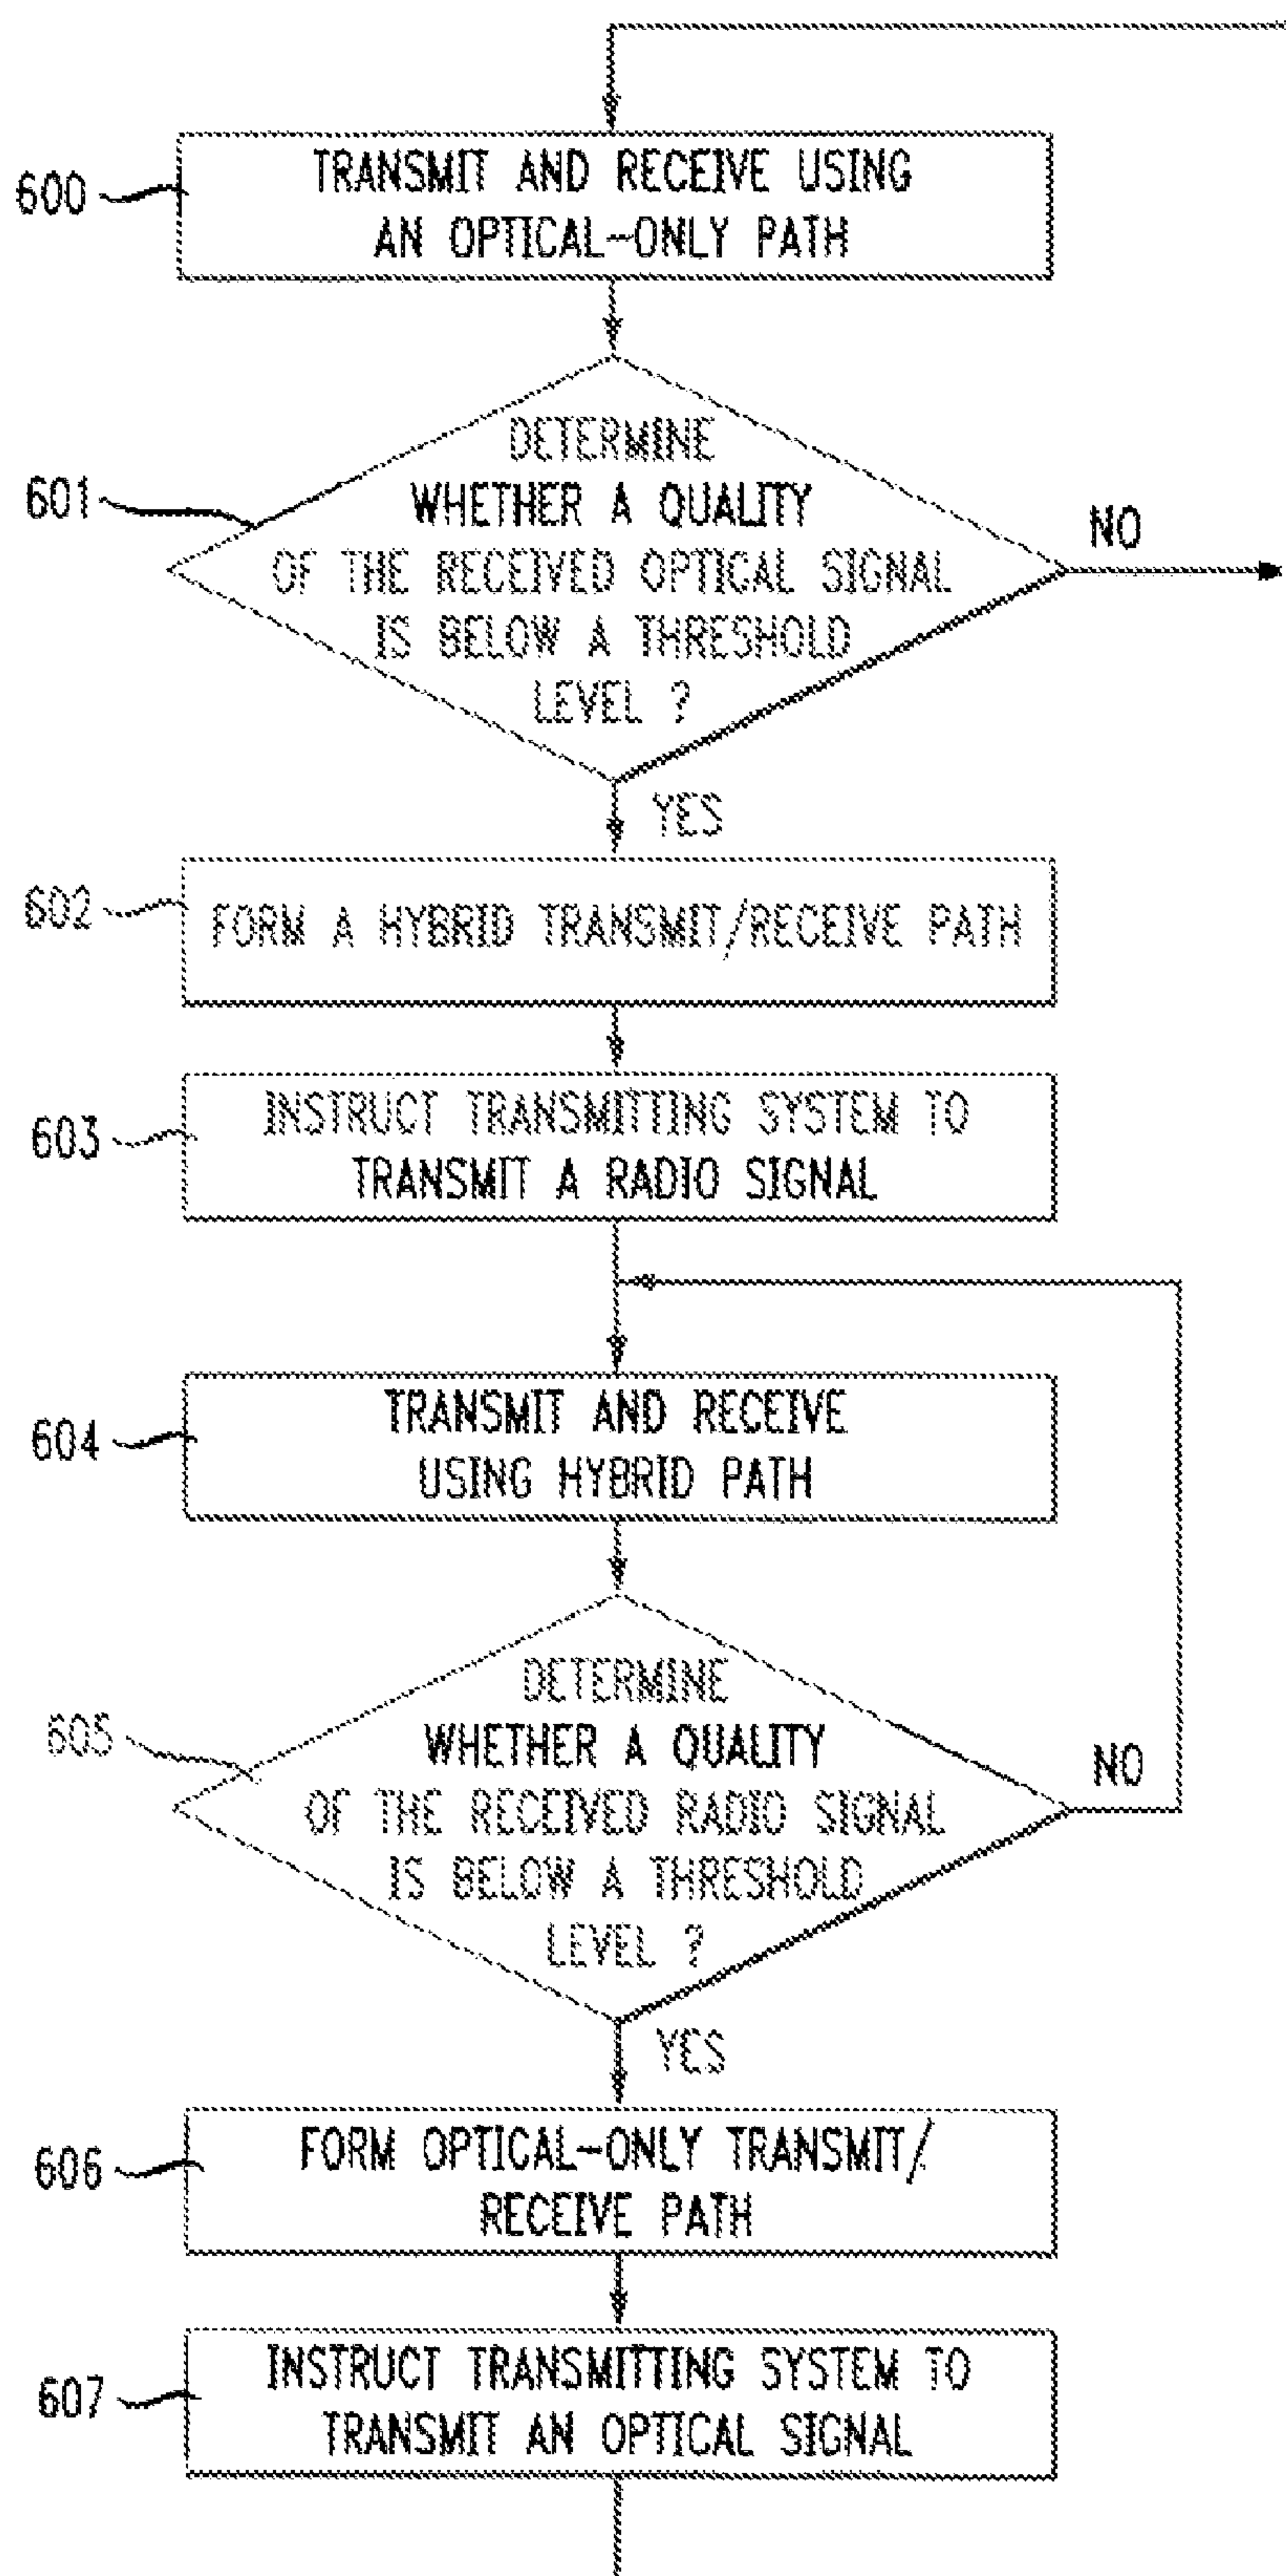 600
TRANSMIT AND RECEIVE USING
AN OPTICAL-ONLY PATH
601
DETERMINE
WHETHER A QUALITY
OF THE RECEIVED OPTICAL SIGNAL
IS BELOW A THRESHOLD
LEVEL ?
NO
YES
602
FORM A HYBRID TRANSMIT/RECEIVE PATH
603
INSTRUCT TRANSMITTING SYSTEM TO
TRANSMIT A RADIO SIGNAL
604
TRANSMIT AND RECEIVE
USING HYBRID PATH
605
DETERMINE
WHETHER A QUALITY
OF THE RECEIVED RADIO SIGNAL
IS BELOW A THRESHOLD
LEVEL ?
NO
YES
606
FORM OPTICAL-ONLY TRANSMIT/
RECEIVE PATH
607
INSTRUCT TRANSMITTING SYSTEM TO
TRANSMIT AN OPTICAL SIGNAL